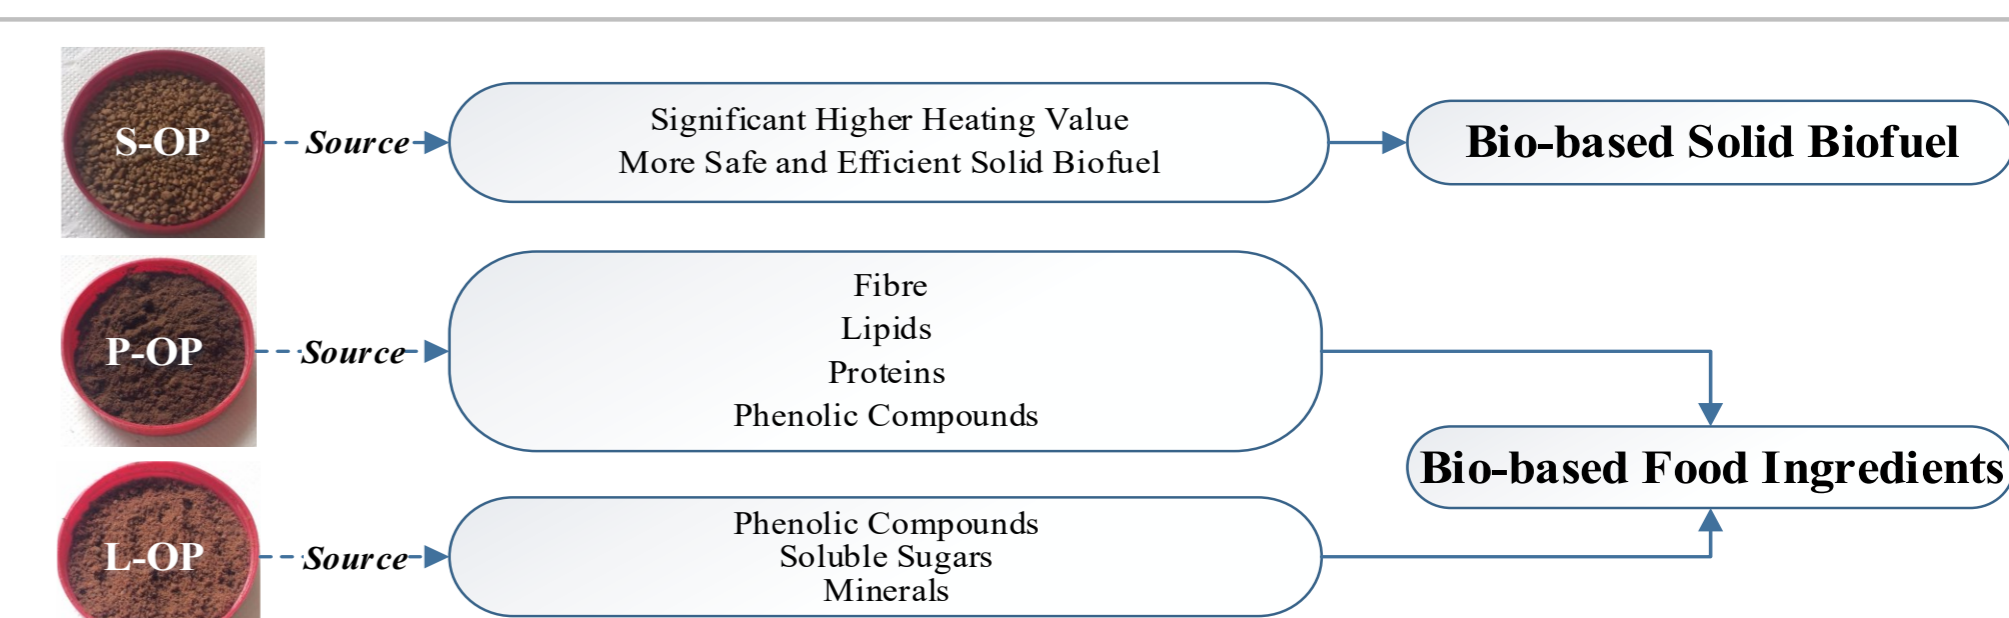 S-OP
Source
Significant Higher Heating Value
More Safe and Efficient Solid Biofuel
Bio-based Solid Biofuel
P-OP
Source
Fibre
Lipids
Proteins
Phenolic Compounds
Bio-based Food Ingredients
L-OP
Source
Phenolic Compounds
Soluble Sugars
Minerals